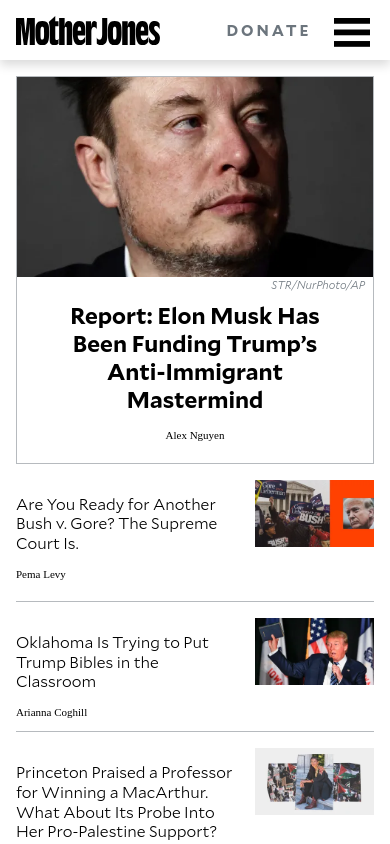 Mother Jones
DONATE
STR/NurPhoto/AP
Report: Elon Musk Has
Been Funding Trump’s
Anti-Immigrant
Mastermind
Alex Nguyen
Are You Ready for Another
Bush v. Gore? The Supreme
Court Is.
Pema Levy
Oklahoma Is Trying to Put
Trump Bibles in the
Classroom
Arianna Coghill
Princeton Praised a Professor
for Winning a MacArthur.
What About Its Probe Into
Her Pro-Palestine Support?